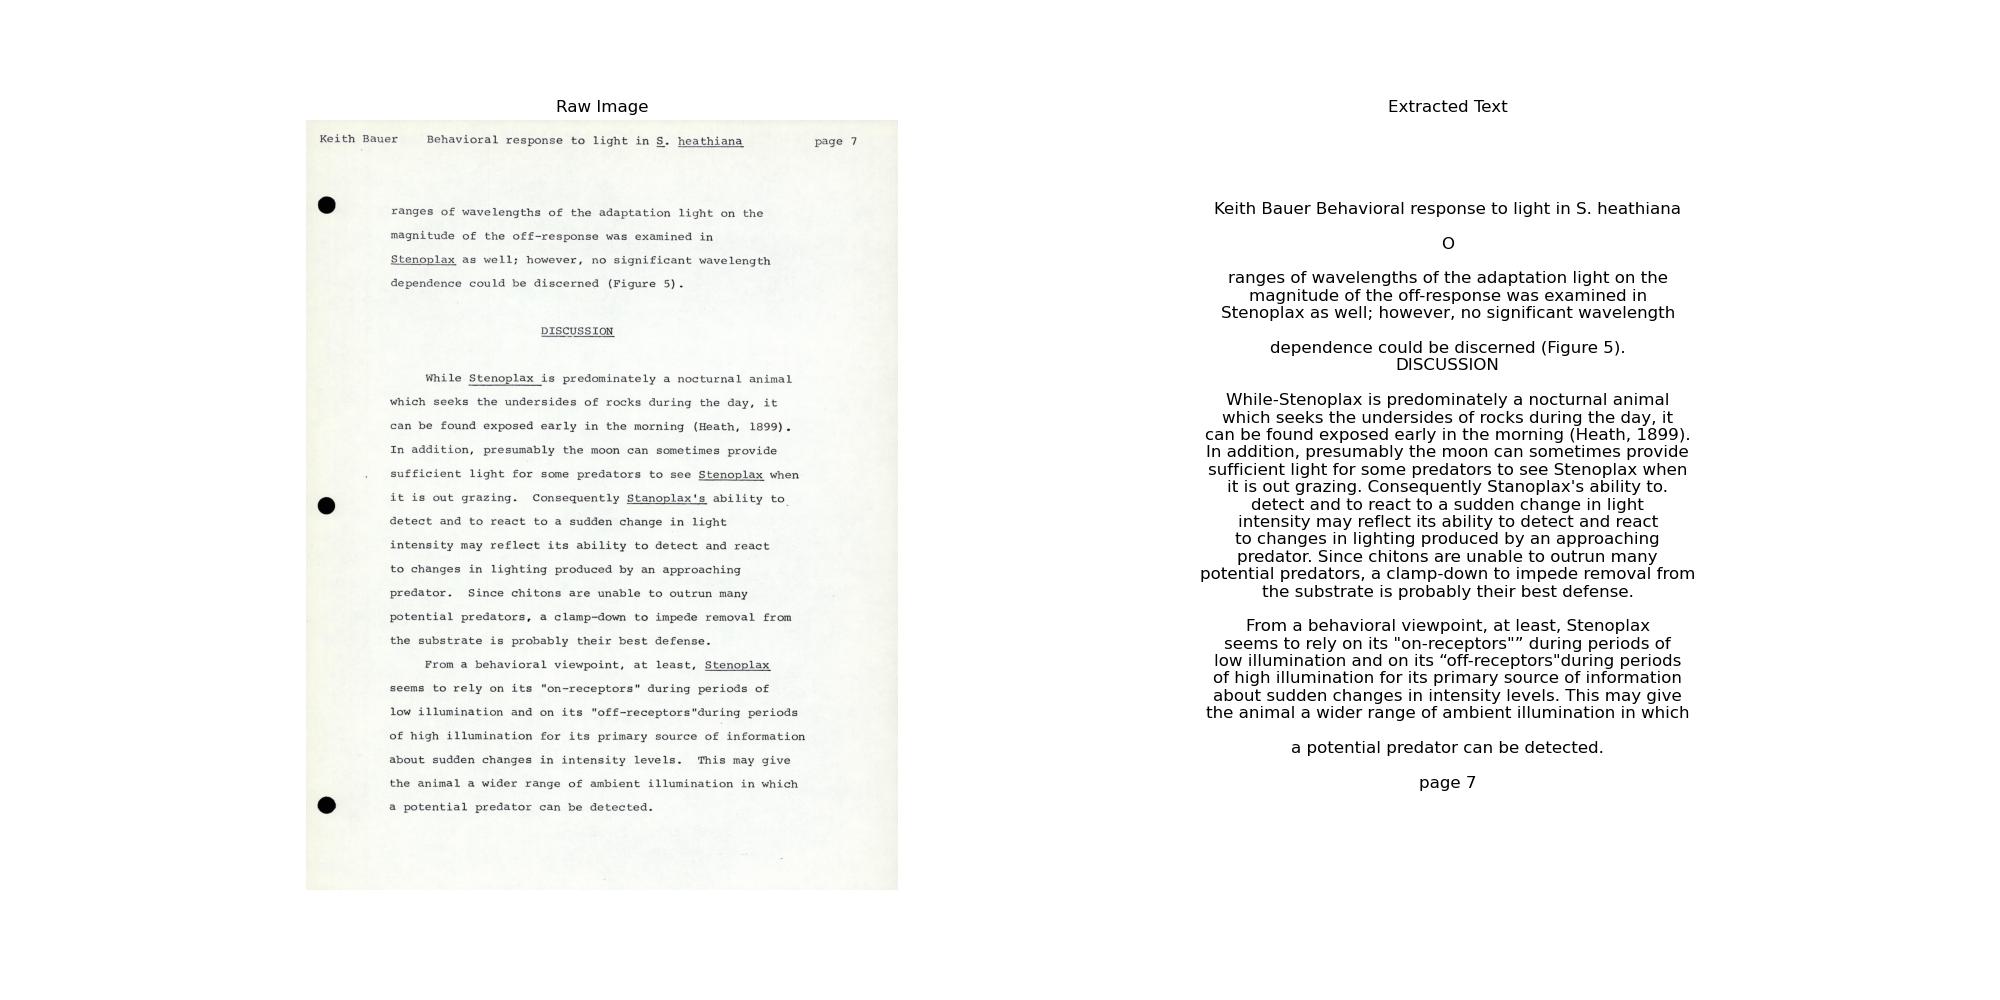 Raw Image
Keith Bauer Behavioral response to light in S. heathiana page 7
ranges of wavelengths of the adaptation light on the
magnitude of the off-response was examined in
Stenoplax as well; however, no significant wavelength
dependence could be discerned (Figure 5).
DISCUSSION
While Stenoplax is predominately a nocturnal animal
which seeks the undersides of rocks during the day, it
can be found exposed early in the morning (Heath, 1899).
In addition, presumably the moon can sometimes provide
sufficient light for some predators to see Stenoplax when
it is out grazing. Consequently Stanoplax's ability to
detect and to react to a sudden change in light
intensity may reflect its ability to detect and react
to changes in lighting produced by an approaching
predator. Since chitons are unable to outrun many
potential predators, a clamp-down to impede removal from
the substrate is probably their best defense.
From a behavioral viewpoint, at least, Stenoplax
seems to rely on its "on-receptors" during periods of
low illumination and on its "off-receptors"during periods
of high illumination for its primary source of information
about sudden changes in intensity levels. This may give
the animal a wider range of ambient illumination in which
a potential predator can be detected.
Extracted Text
Keith Bauer Behavioral response to light in S. heathiana
O
ranges of wavelengths of the adaptation light on the
magnitude of the off-response was examined in
Stenoplax as well; however, no significant wavelength
dependence could be discerned (Figure 5).
DISCUSSION
While-Stenoplax is predominately a nocturnal animal
which seeks the undersides of rocks during the day, it
can be found exposed early in the morning (Heath, 1899).
In addition, presumably the moon can sometimes provide
sufficient light for some predators to see Stenoplax when
it is out grazing. Consequently Stanoplax's ability to.
detect and to react to a sudden change in light
intensity may reflect its ability to detect and react
to changes in lighting produced by an approaching
predator. Since chitons are unable to outrun many
potential predators, a clamp-down to impede removal from
the substrate is probably their best defense.
From a behavioral viewpoint, at least, Stenoplax
seems to rely on its "on-receptors"” during periods of
low illumination and on its “off-receptors"during periods
of high illumination for its primary source of information
about sudden changes in intensity levels. This may give
the animal a wider range of ambient illumination in which
a potential predator can be detected.
page 7